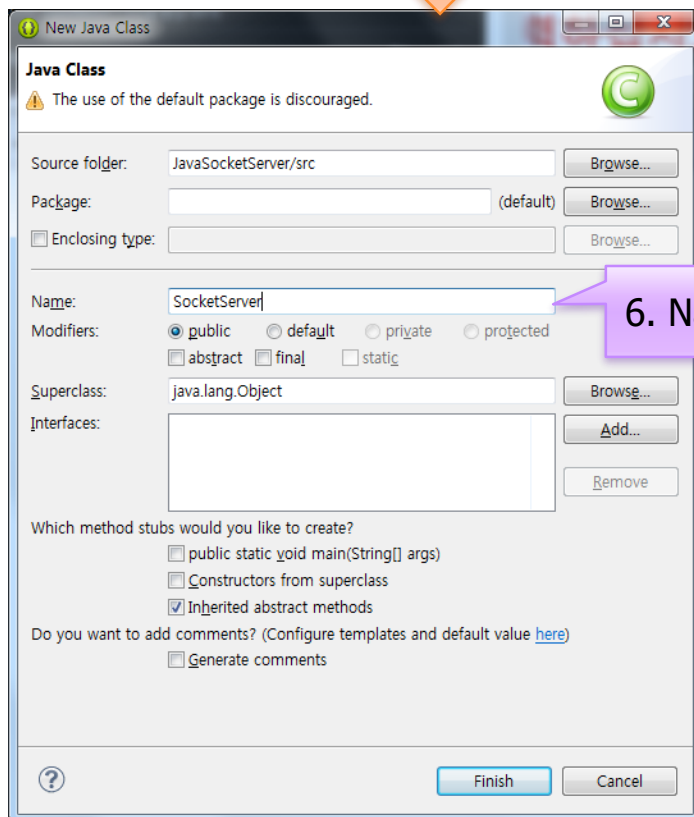 New Java Class
Java Class
The use of the default package is discouraged.
Source folder: JavaSocketServer/src Browse...
Package: (default) Browse...
Enclosing type: Browse...
Name: SocketServer
6. N
Modifiers: public default private protected
abstract final static
Superclass: java.lang.Object Browse...
Interfaces: Add...
Remove
Which method stubs would you like to create?
public static void main(String[] args)
Constructors from superclass
Inherited abstract methods
Do you want to add comments? (Configure templates and default value here)
Generate comments
? Finish Cancel